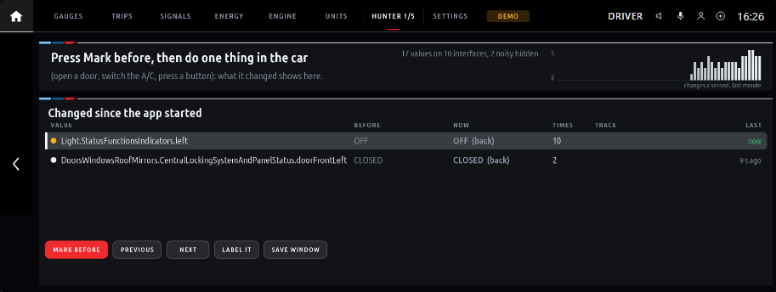 GAUGES TRIPS SIGNALS ENERGY ENGINE UNITS HUNTER 1/5 SETTINGS DEMO DRIVER 16:26
Press Mark before, then do one thing in the car
17 values on 10 interfaces, 2 noisy hidden
1
(open a door, switch the A/C, press a button): what it changed shows here.
0
changes a second, last minute
Changed since the app started
VALUE BEFORE NOW TIMES TRACE LAST
Light.StatusFunctionsIndicators.left OFF OFF (back) 10 now
DoorsWindowsRoofMirrors.CentralLockingSystemAndPanelStatus.doorFrontLeft CLOSED CLOSED (back) 2 9 s ago
MARK BEFORE PREVIOUS NEXT LABEL IT SAVE WINDOW